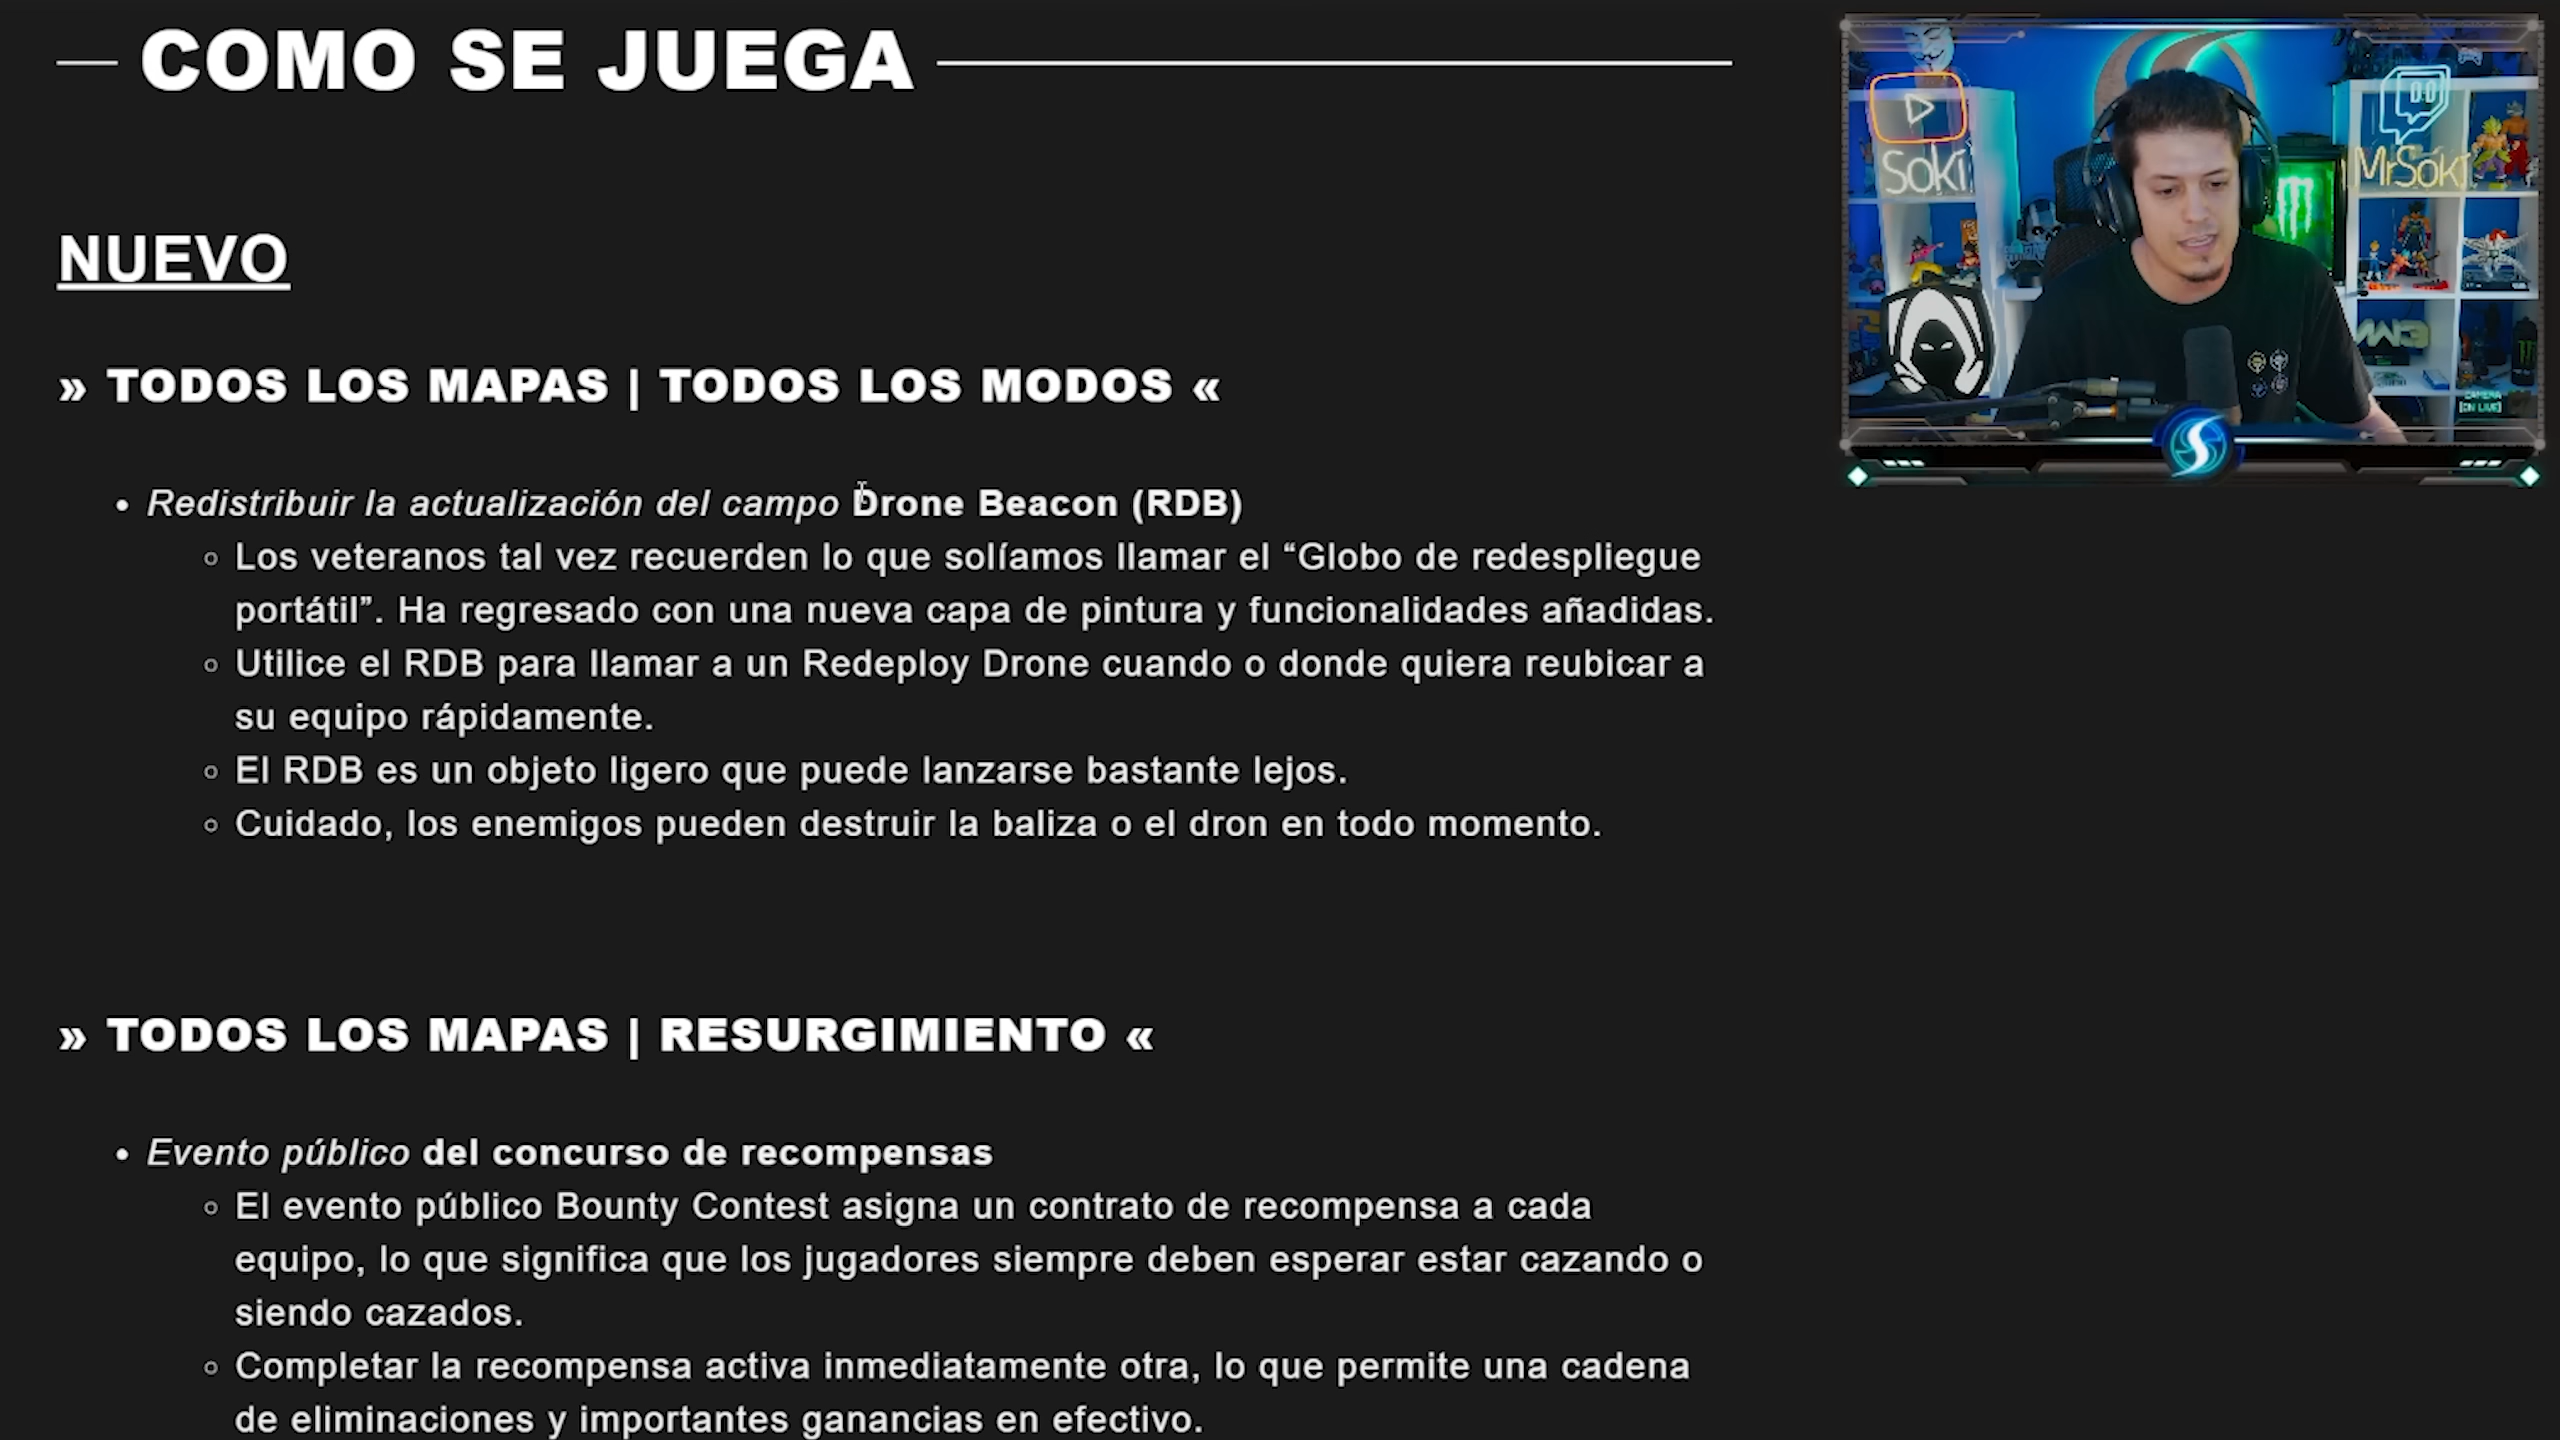 COMO SE JUEGA
NUEVO
» TODOS LOS MAPAS | TODOS LOS MODOS «
• Redistribuir la actualización del campo Drone Beacon (RDB)
○ Los veteranos tal vez recuerden lo que solíamos llamar el “Globo de redespliegue
portátil”. Ha regresado con una nueva capa de pintura y funcionalidades añadidas.
○ Utilice el RDB para llamar a un Redeploy Drone cuando o donde quiera reubicar a
su equipo rápidamente.
○ El RDB es un objeto ligero que puede lanzarse bastante lejos.
○ Cuidado, los enemigos pueden destruir la baliza o el dron en todo momento.
» TODOS LOS MAPAS | RESURGIMIENTO «
• Evento público del concurso de recompensas
○ El evento público Bounty Contest asigna un contrato de recompensa a cada
equipo, lo que significa que los jugadores siempre deben esperar estar cazando o
siendo cazados.
○ Completar la recompensa activa inmediatamente otra, lo que permite una cadena
de eliminaciones y importantes ganancias en efectivo.
Soki
MrSoki
CAMERA
[ON LIVE]